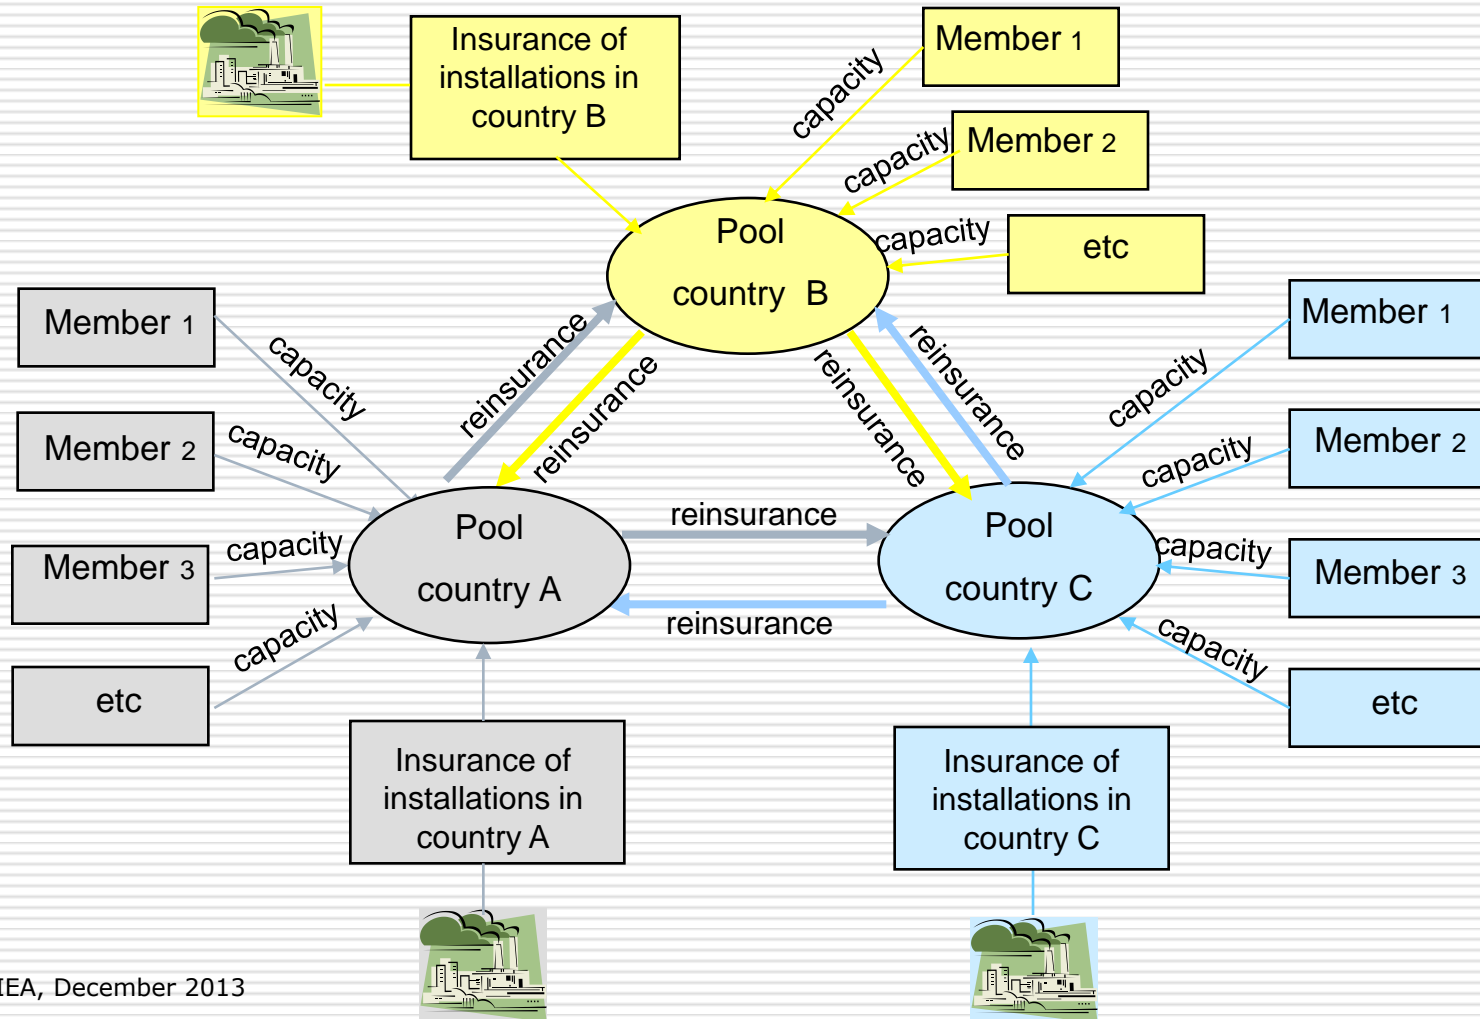 Insurance of
installations in
country B
Member 1
capacity
Member 2
capacity
etc
capacity
Pool
country B
Member 1
capacity
Member 2
capacity
Member 3
capacity
etc
capacity
reinsurance
reinsurance
reinsurance
reinsurance
Member 1
capacity
Member 2
capacity
Member 3
capacity
etc
capacity
Pool
country A
reinsurance
reinsurance
Pool
country C
Insurance of
installations in
country A
Insurance of
installations in
country C
IEA, December 2013